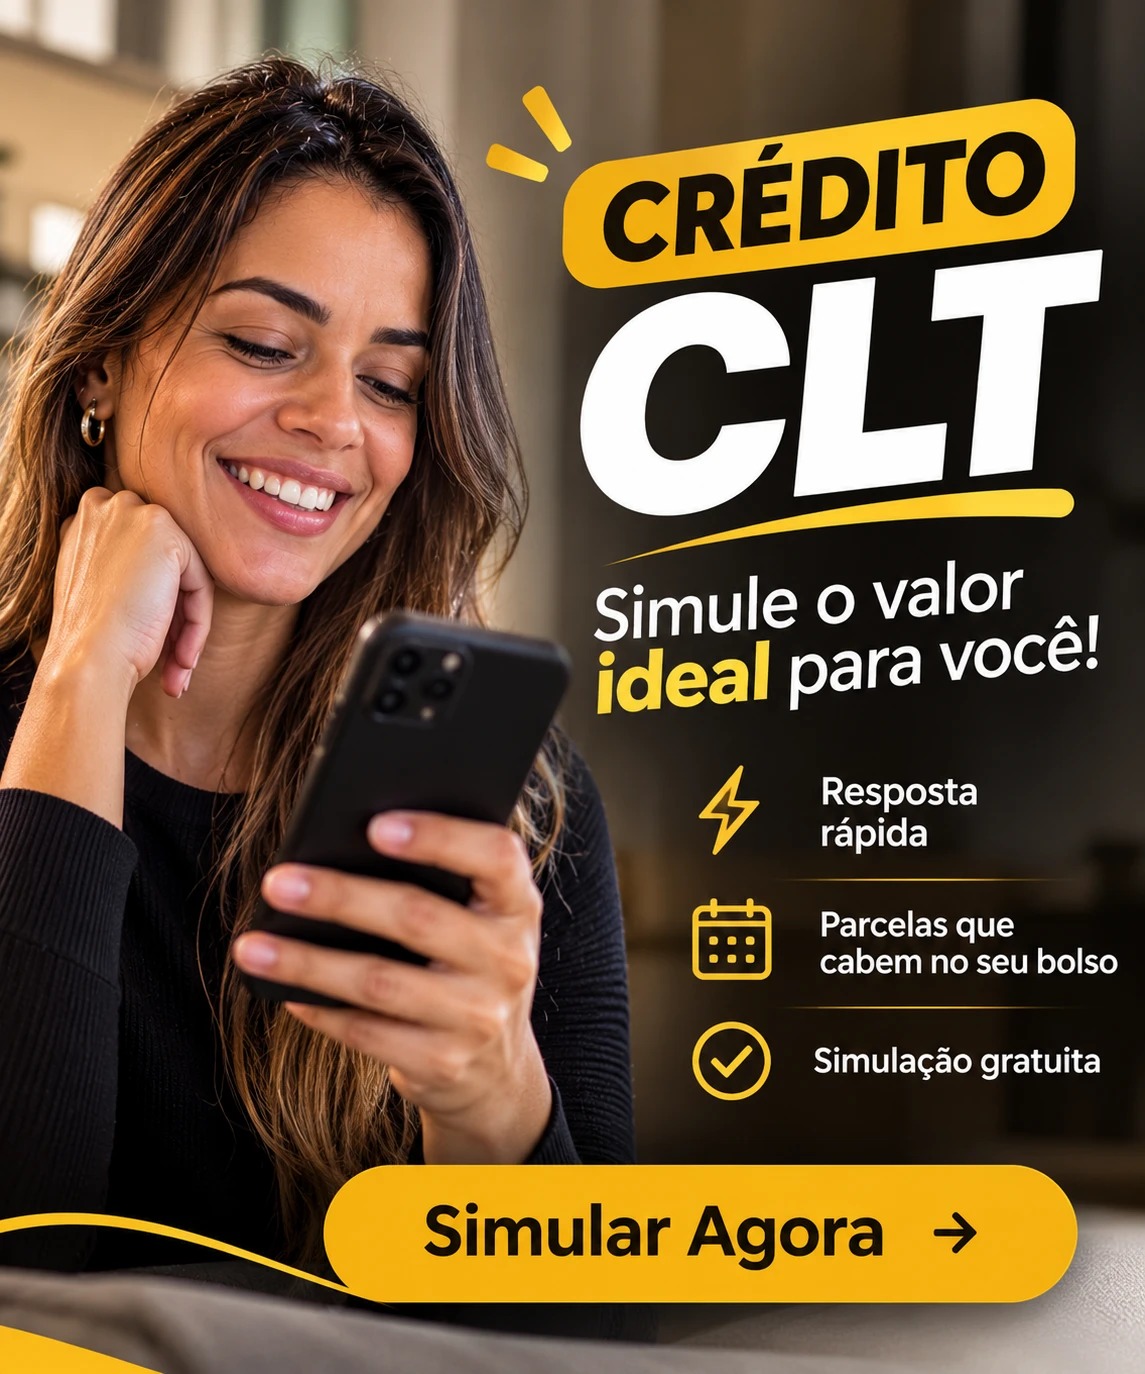 CRÉDITO
CLT
Simule o valor
ideal para você!
Resposta
rápida
Parcelas que
cabem no seu bolso
Simulação gratuita
Simular Agora →